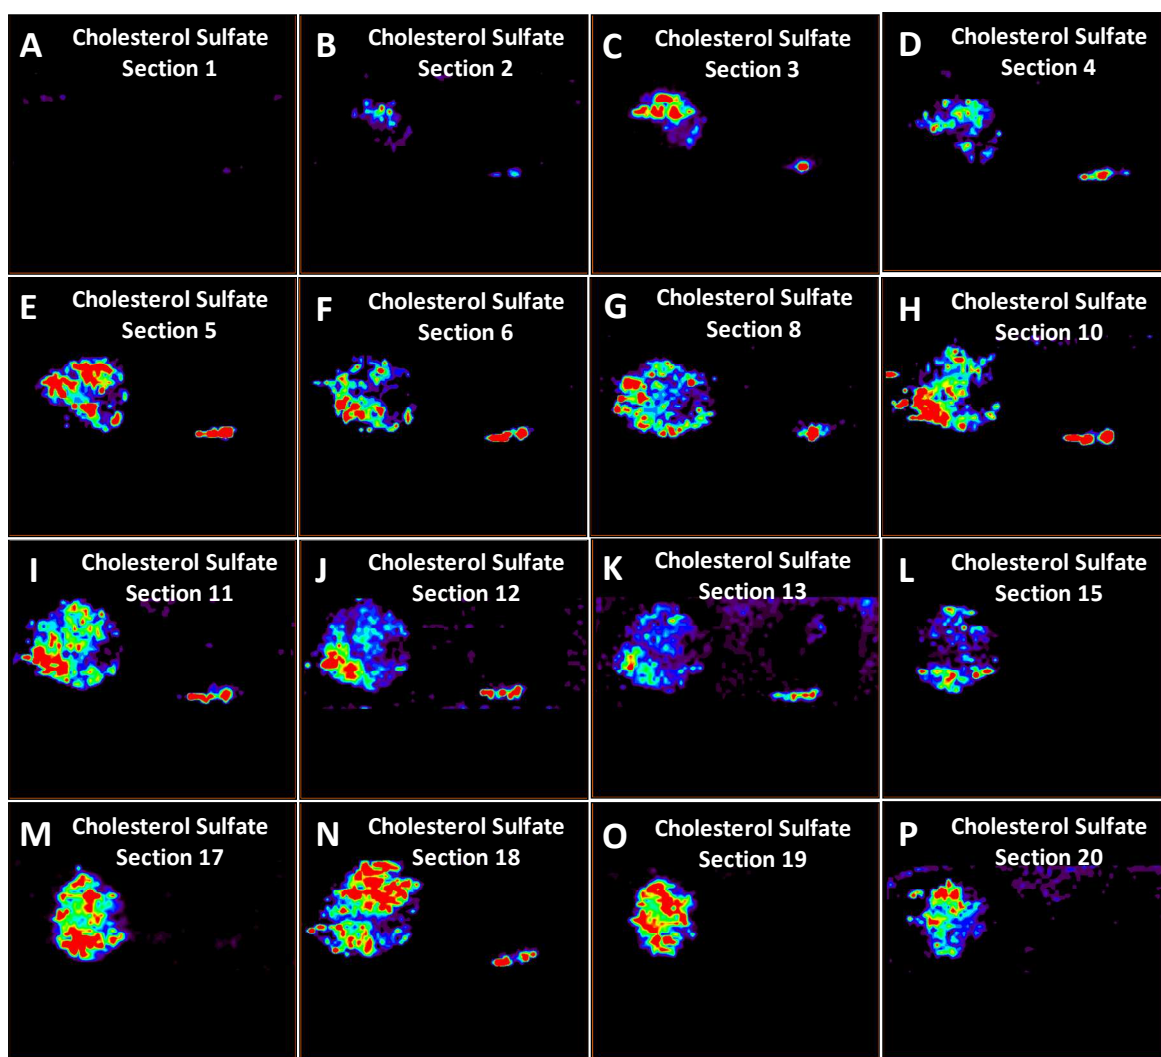 A Cholesterol Sulfate
Section 1
B Cholesterol Sulfate
Section 2
C Cholesterol Sulfate
Section 3
D Cholesterol Sulfate
Section 4
E Cholesterol Sulfate
Section 5
F Cholesterol Sulfate
Section 6
G Cholesterol Sulfate
Section 8
H Cholesterol Sulfate
Section 10
I Cholesterol Sulfate
Section 11
J Cholesterol Sulfate
Section 12
K Cholesterol Sulfate
Section 13
L Cholesterol Sulfate
Section 15
M Cholesterol Sulfate
Section 17
N Cholesterol Sulfate
Section 18
O Cholesterol Sulfate
Section 19
P Cholesterol Sulfate
Section 20